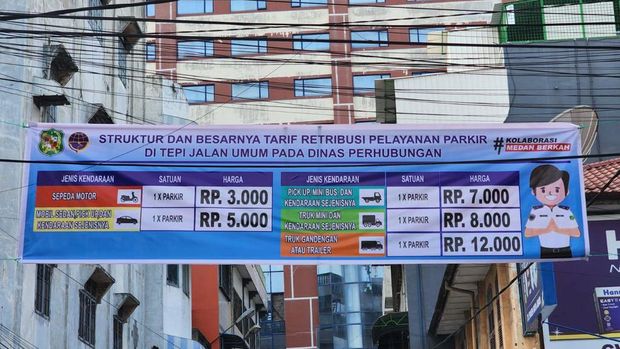 STRUKTUR DAN BESARNYA TARIF RETRIBUSI PELAYANAN PARKIR
DI TEPI JALAN UMUM PADA DINAS PERHUBUNGAN
#KOLABORASI
MEDAN BERKAH
JENIS KENDARAAN SATUAN HARGA
SEPEDA MOTOR 1 X PARKIR RP. 3.000
MOBIL SEDAN,PICK UP,DAN
KENDARAAN SEJENISNYA 1 X PARKIR RP. 5.000
JENIS KENDARAAN SATUAN HARGA
PICK UP, MINI BUS DAN
KENDARAAN SEJENISNYA 1 X PARKIR RP. 7.000
TRUK MINI DAN
KENDARAAN SEJENISNYA 1 X PARKIR RP. 8.000
TRUK GANDENGAN
ATAU TRAILER 1 X PARKIR RP. 12.000